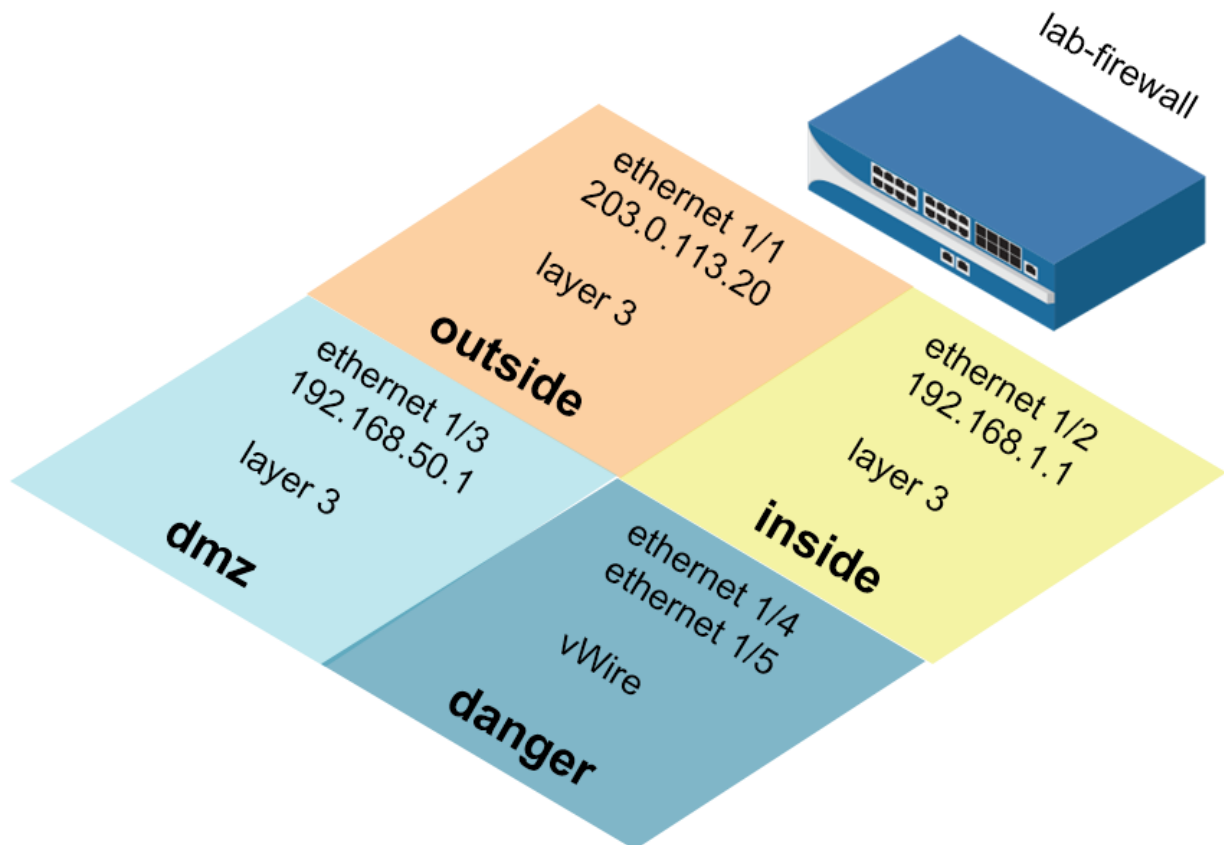 lab-firewall
ethernet 1/1
203.0.113.20
layer 3
outside
ethernet 1/2
192.168.1.1
layer 3
inside
ethernet 1/3
192.168.50.1
layer 3
dmz
ethernet 1/4
ethernet 1/5
vWire
danger